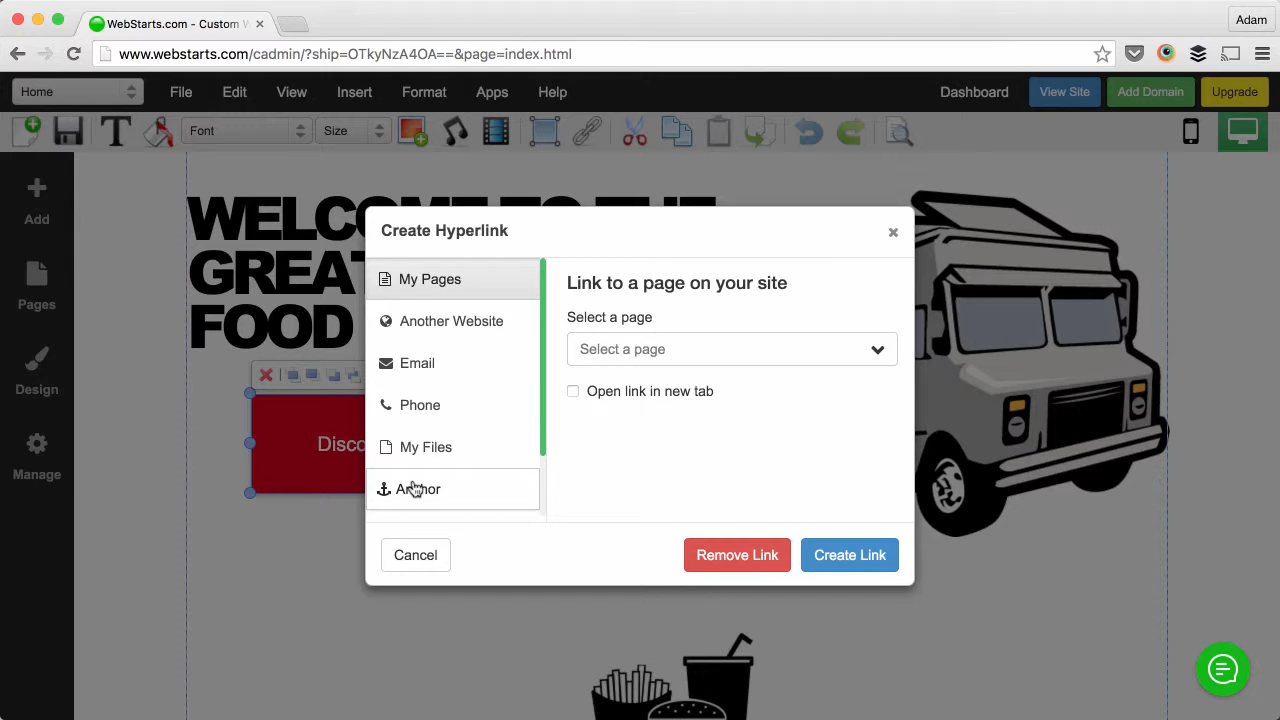 WebStarts.com - Custom W
Adam
www.webstarts.com/cadmin/?ship=OTkyNzA4OA==&page=index.html
Home
File
Edit
View
Insert
Format
Apps
Help
Dashboard
View Site
Add Domain
Upgrade
T
Font
Size
Add
Pages
Design
Manage
WELCOME TO THE
GREAT
FOOD
Disco
Create Hyperlink
My Pages
Another Website
Email
Phone
My Files
Anchor
Link to a page on your site
Select a page
Select a page
Open link in new tab
Cancel
Remove Link
Create Link